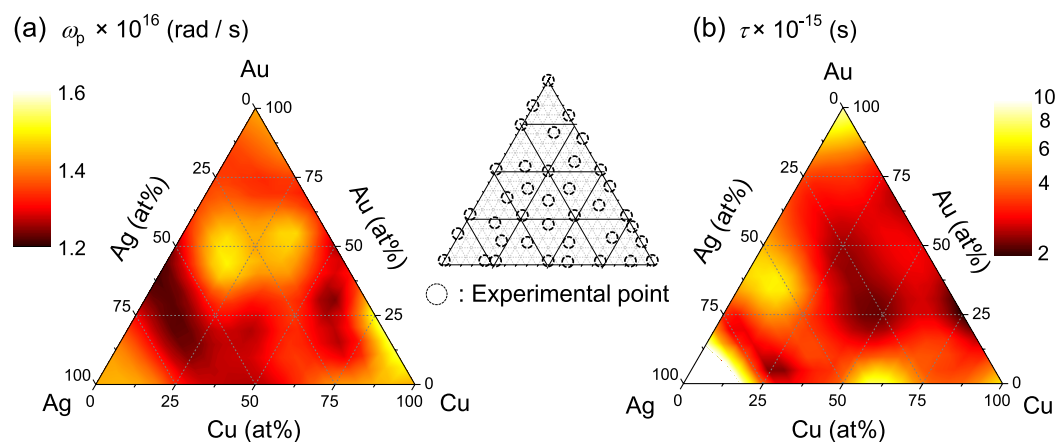 (a) ωp × 10^16 (rad / s)
1.6
1.4
1.2
Au
0
100
25
75
50
50
75
25
100
0
Ag (at%)
Au (at%)
Ag
Cu
0
25
50
75
100
Cu (at%)
: Experimental point
(b) τ × 10^-15 (s)
10
8
6
4
2
Au
0
100
25
75
50
50
75
25
100
0
Ag (at%)
Au (at%)
Ag
Cu
0
25
50
75
100
Cu (at%)